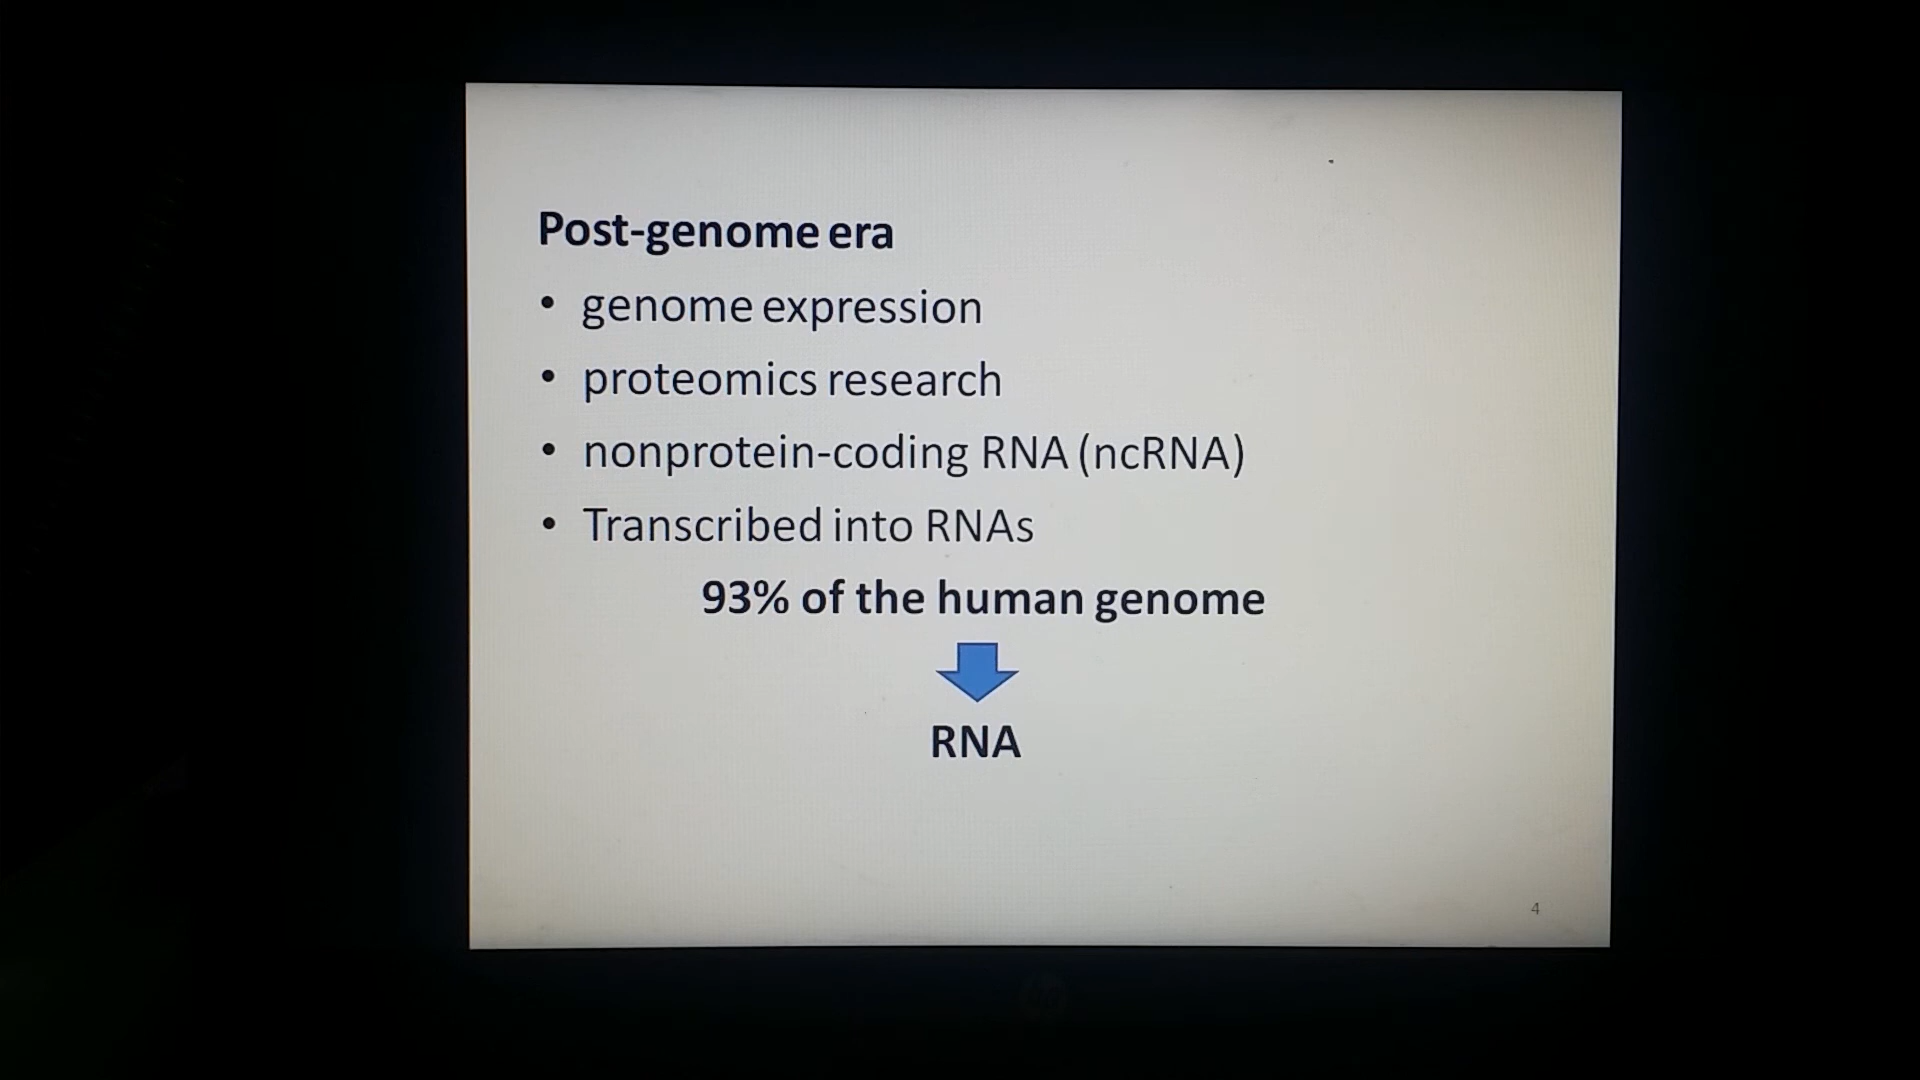 Post-genome era
• genome expression
• proteomics research
• nonprotein-coding RNA (ncRNA)
• Transcribed into RNAs
93% of the human genome
RNA
4